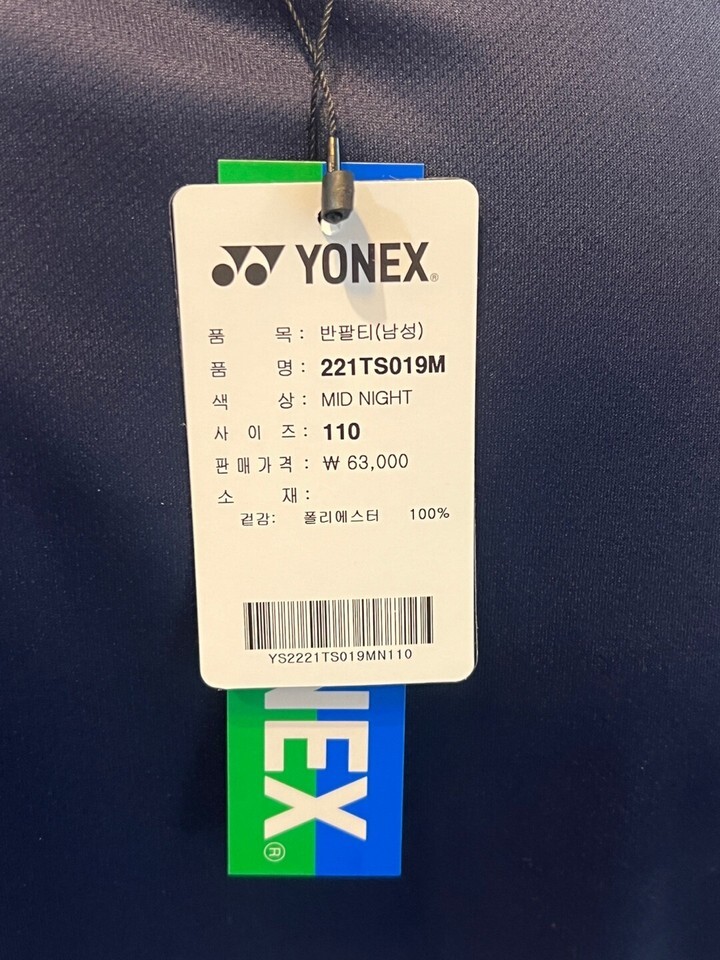 YONEX®
품 목: 반팔티(남성)
품 명: 221TS019M
색 상: MID NIGHT
사 이 즈: 110
판 매 가 격: ₩ 63,000
소 재:
겉감: 폴리에스터 100%
YS2221TS019MN110
NEX®